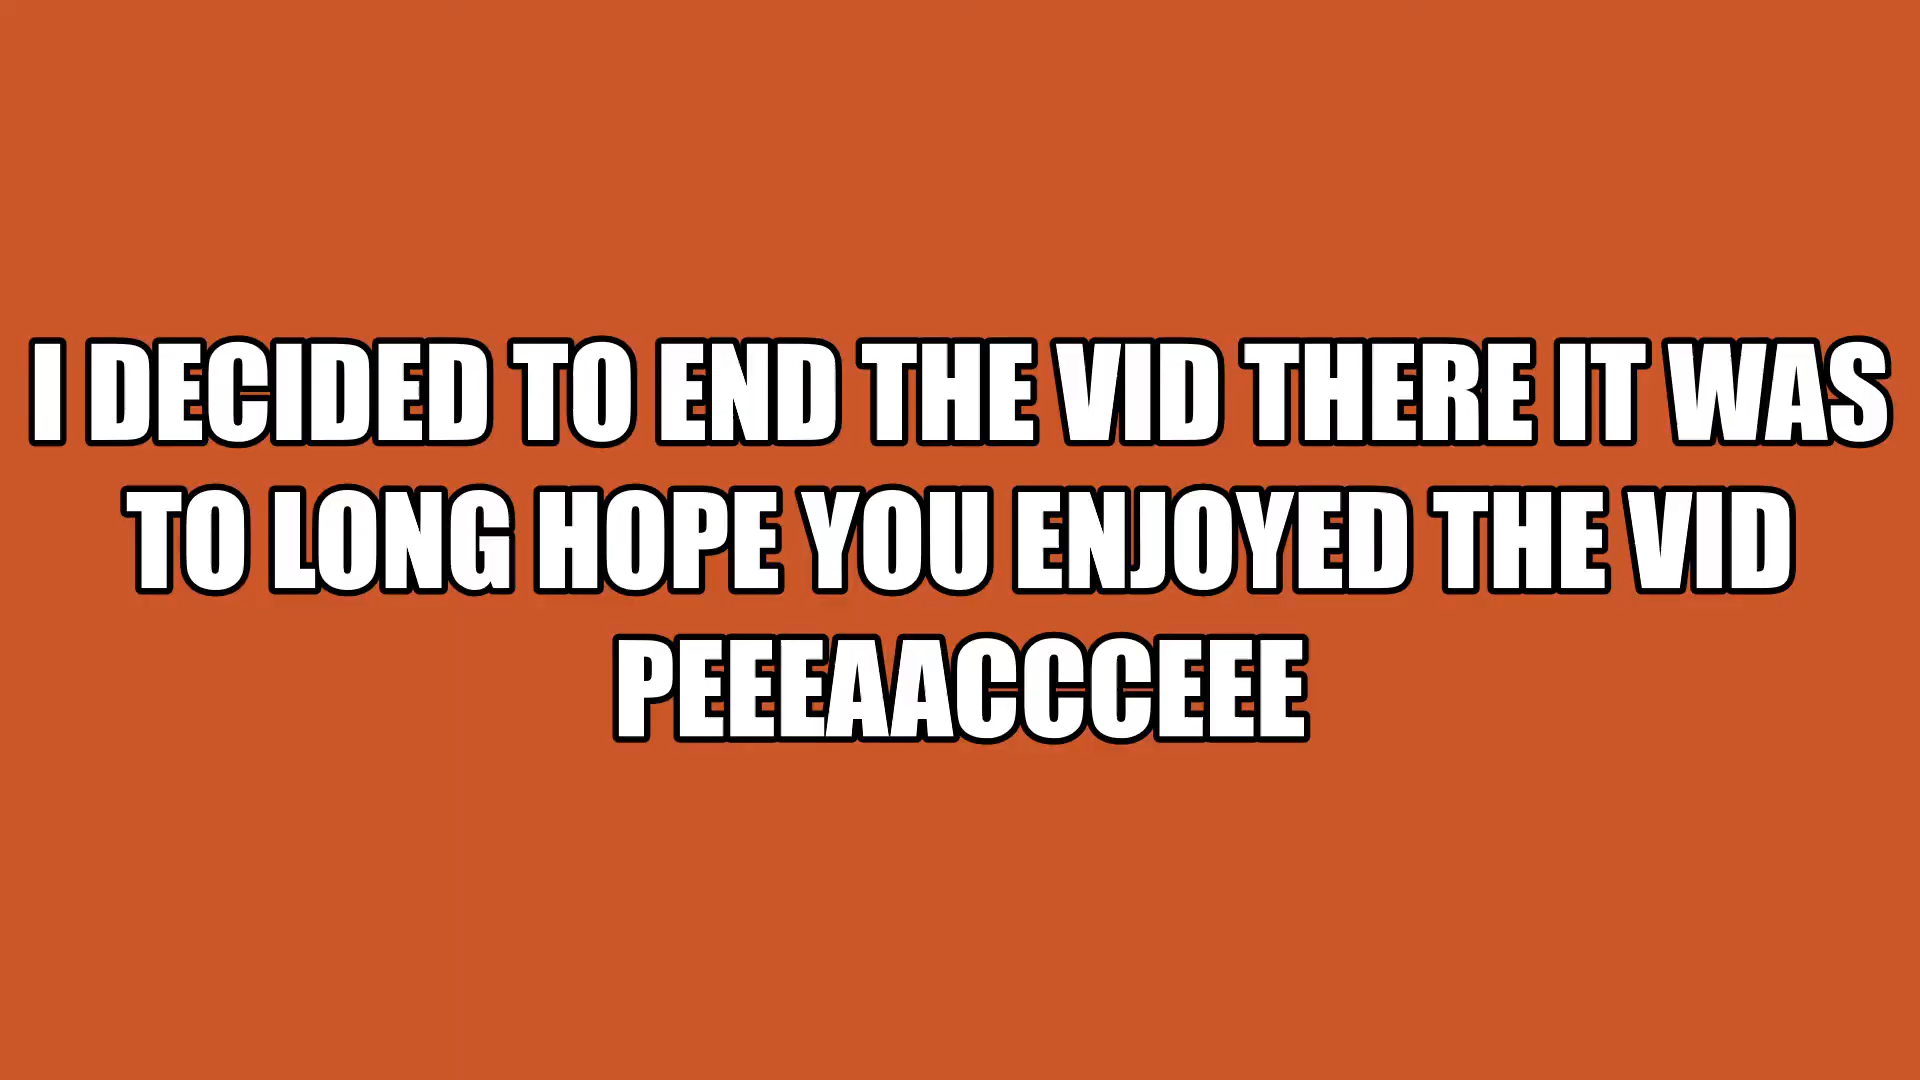 I DECIDED TO END THE VID THERE IT WAS
TO LONG HOPE YOU ENJOYED THE VID
PEEEAACCCEEE